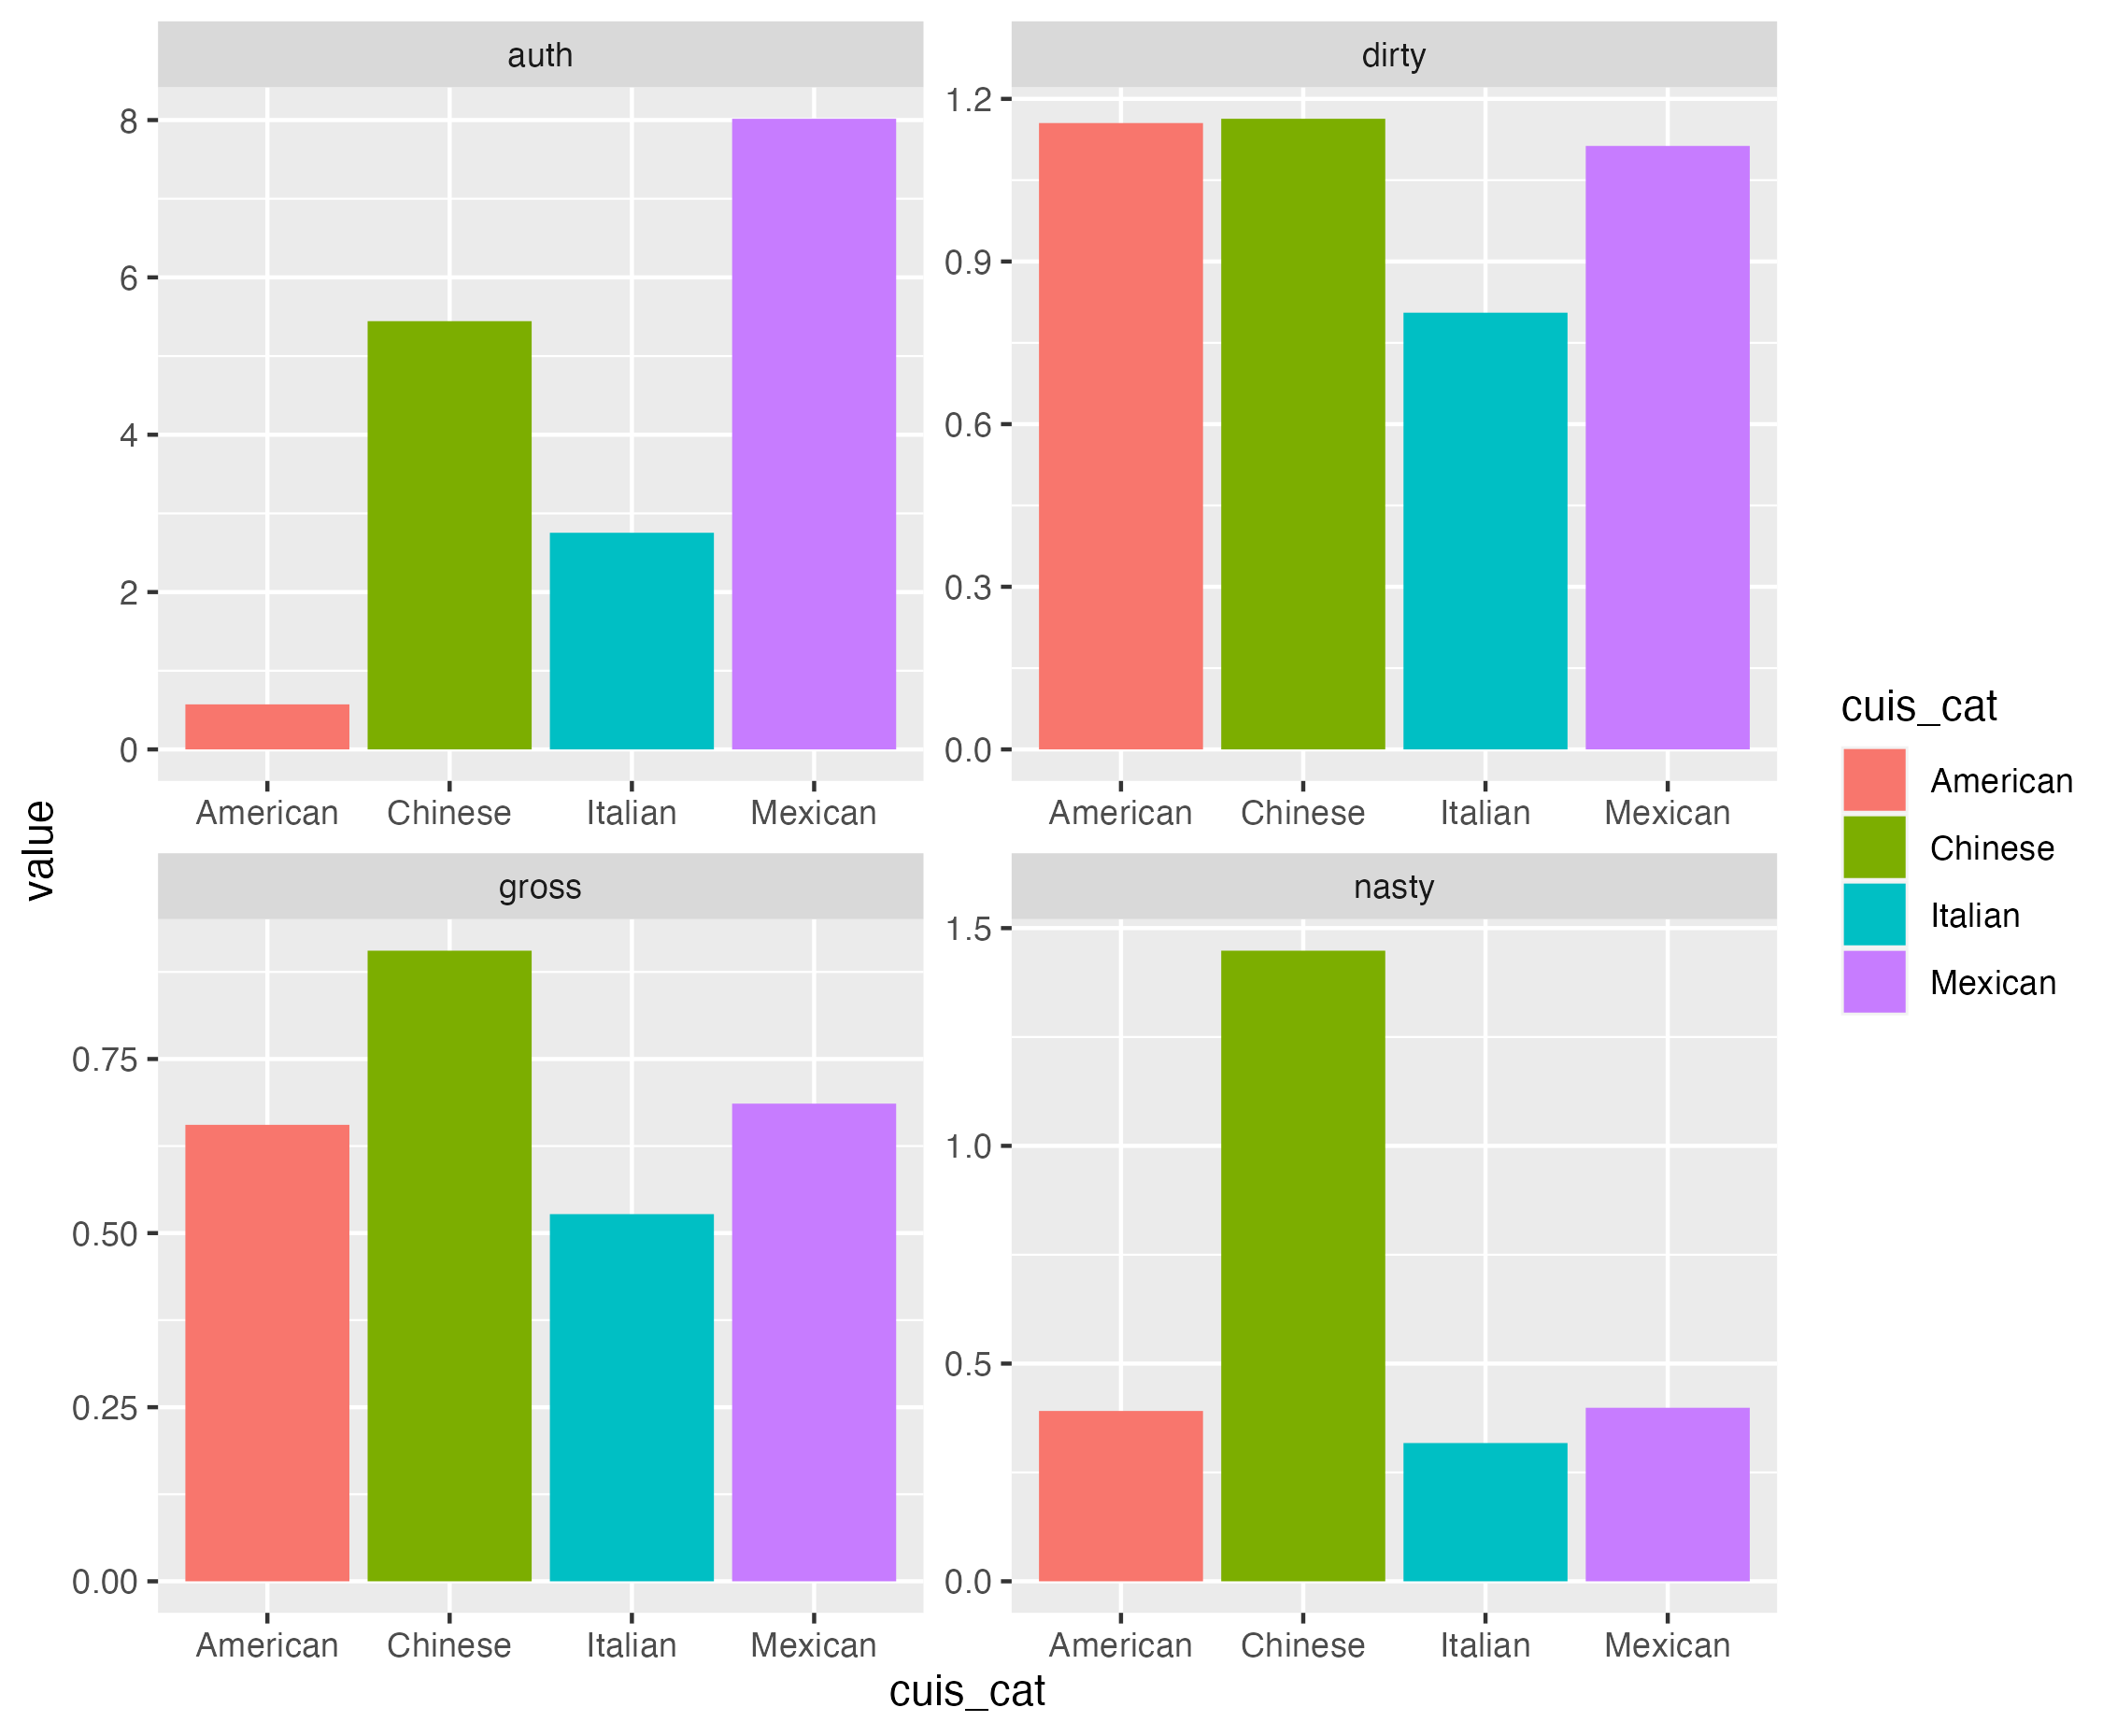 auth
8
6
4
2
0
American Chinese Italian Mexican
dirty
1.2
0.9
0.6
0.3
0.0
American Chinese Italian Mexican
gross
0.75
0.50
0.25
0.00
American Chinese Italian Mexican
nasty
1.5
1.0
0.5
0.0
American Chinese Italian Mexican
value
cuis_cat
cuis_cat
American
Chinese
Italian
Mexican